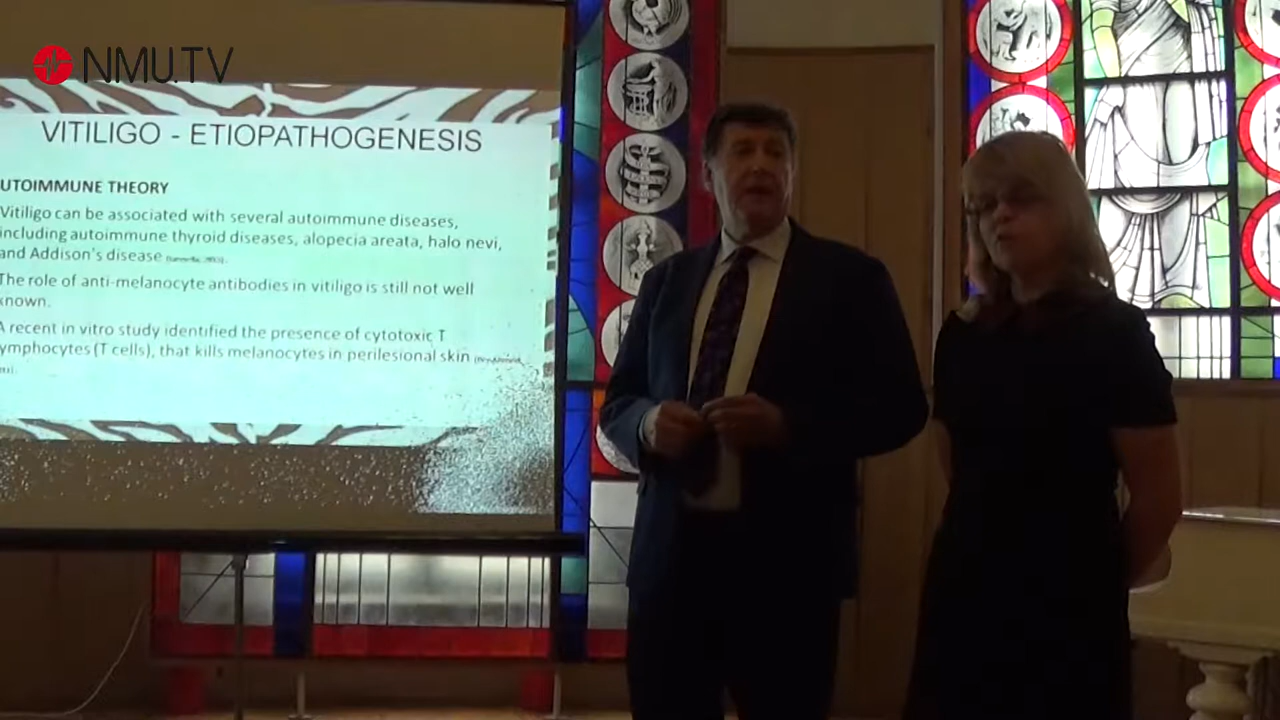 NMU.TV
VITILIGO - ETIOPATHOGENESIS
UTOIMMUNE THEORY
Vitiligo can be associated with several autoimmune diseases,
including autoimmune thyroid diseases, alopecia areata, halo nevi,
and Addison's disease
The role of anti-melanocyte antibodies in vitiligo is still not well
known.
A recent in vitro study identified the presence of cytotoxic T
ymphocytes (T cells), that kills melanocytes in perilesional skin